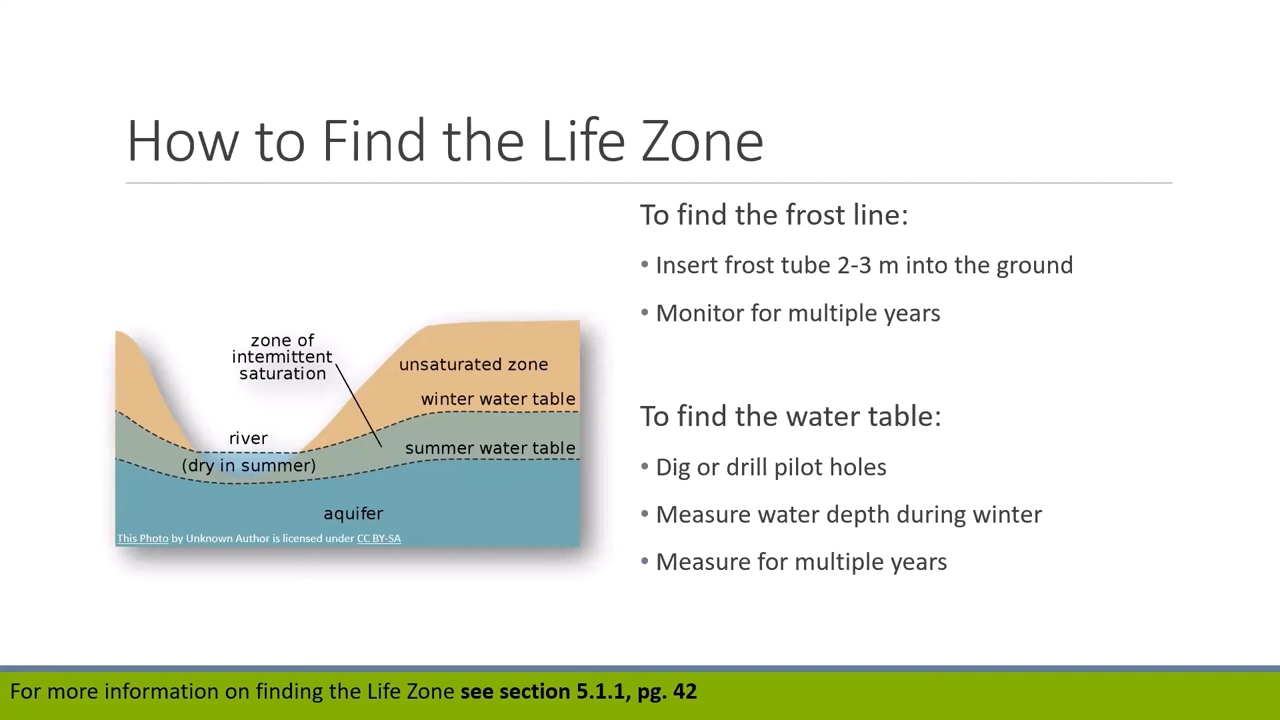 How to Find the Life Zone
To find the frost line:
• Insert frost tube 2-3 m into the ground
• Monitor for multiple years
To find the water table:
• Dig or drill pilot holes
• Measure water depth during winter
• Measure for multiple years
zone of
intermittent
saturation
unsaturated zone
winter water table
river
summer water table
(dry in summer)
aquifer
This Photo by Unknown Author is licensed under CC BY-SA
For more information on finding the Life Zone see section 5.1.1, pg. 42